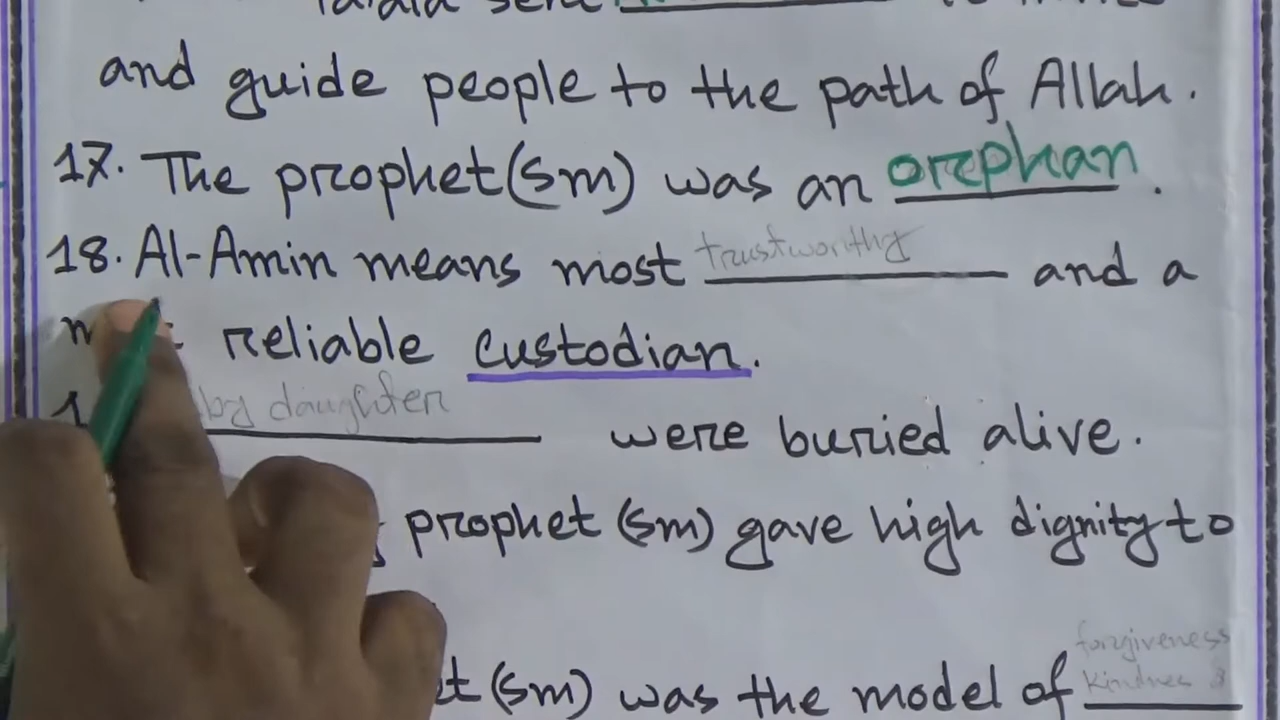 and guide people to the path of Allah.
17. The prophet(sm) was an orephan.
18. Al-Amin means most trustworthy and a
reliable custodian.
daughter were buried alive.
prophet (sm) gave high dignity to
forgiveness
(sm) was the model of kindness &